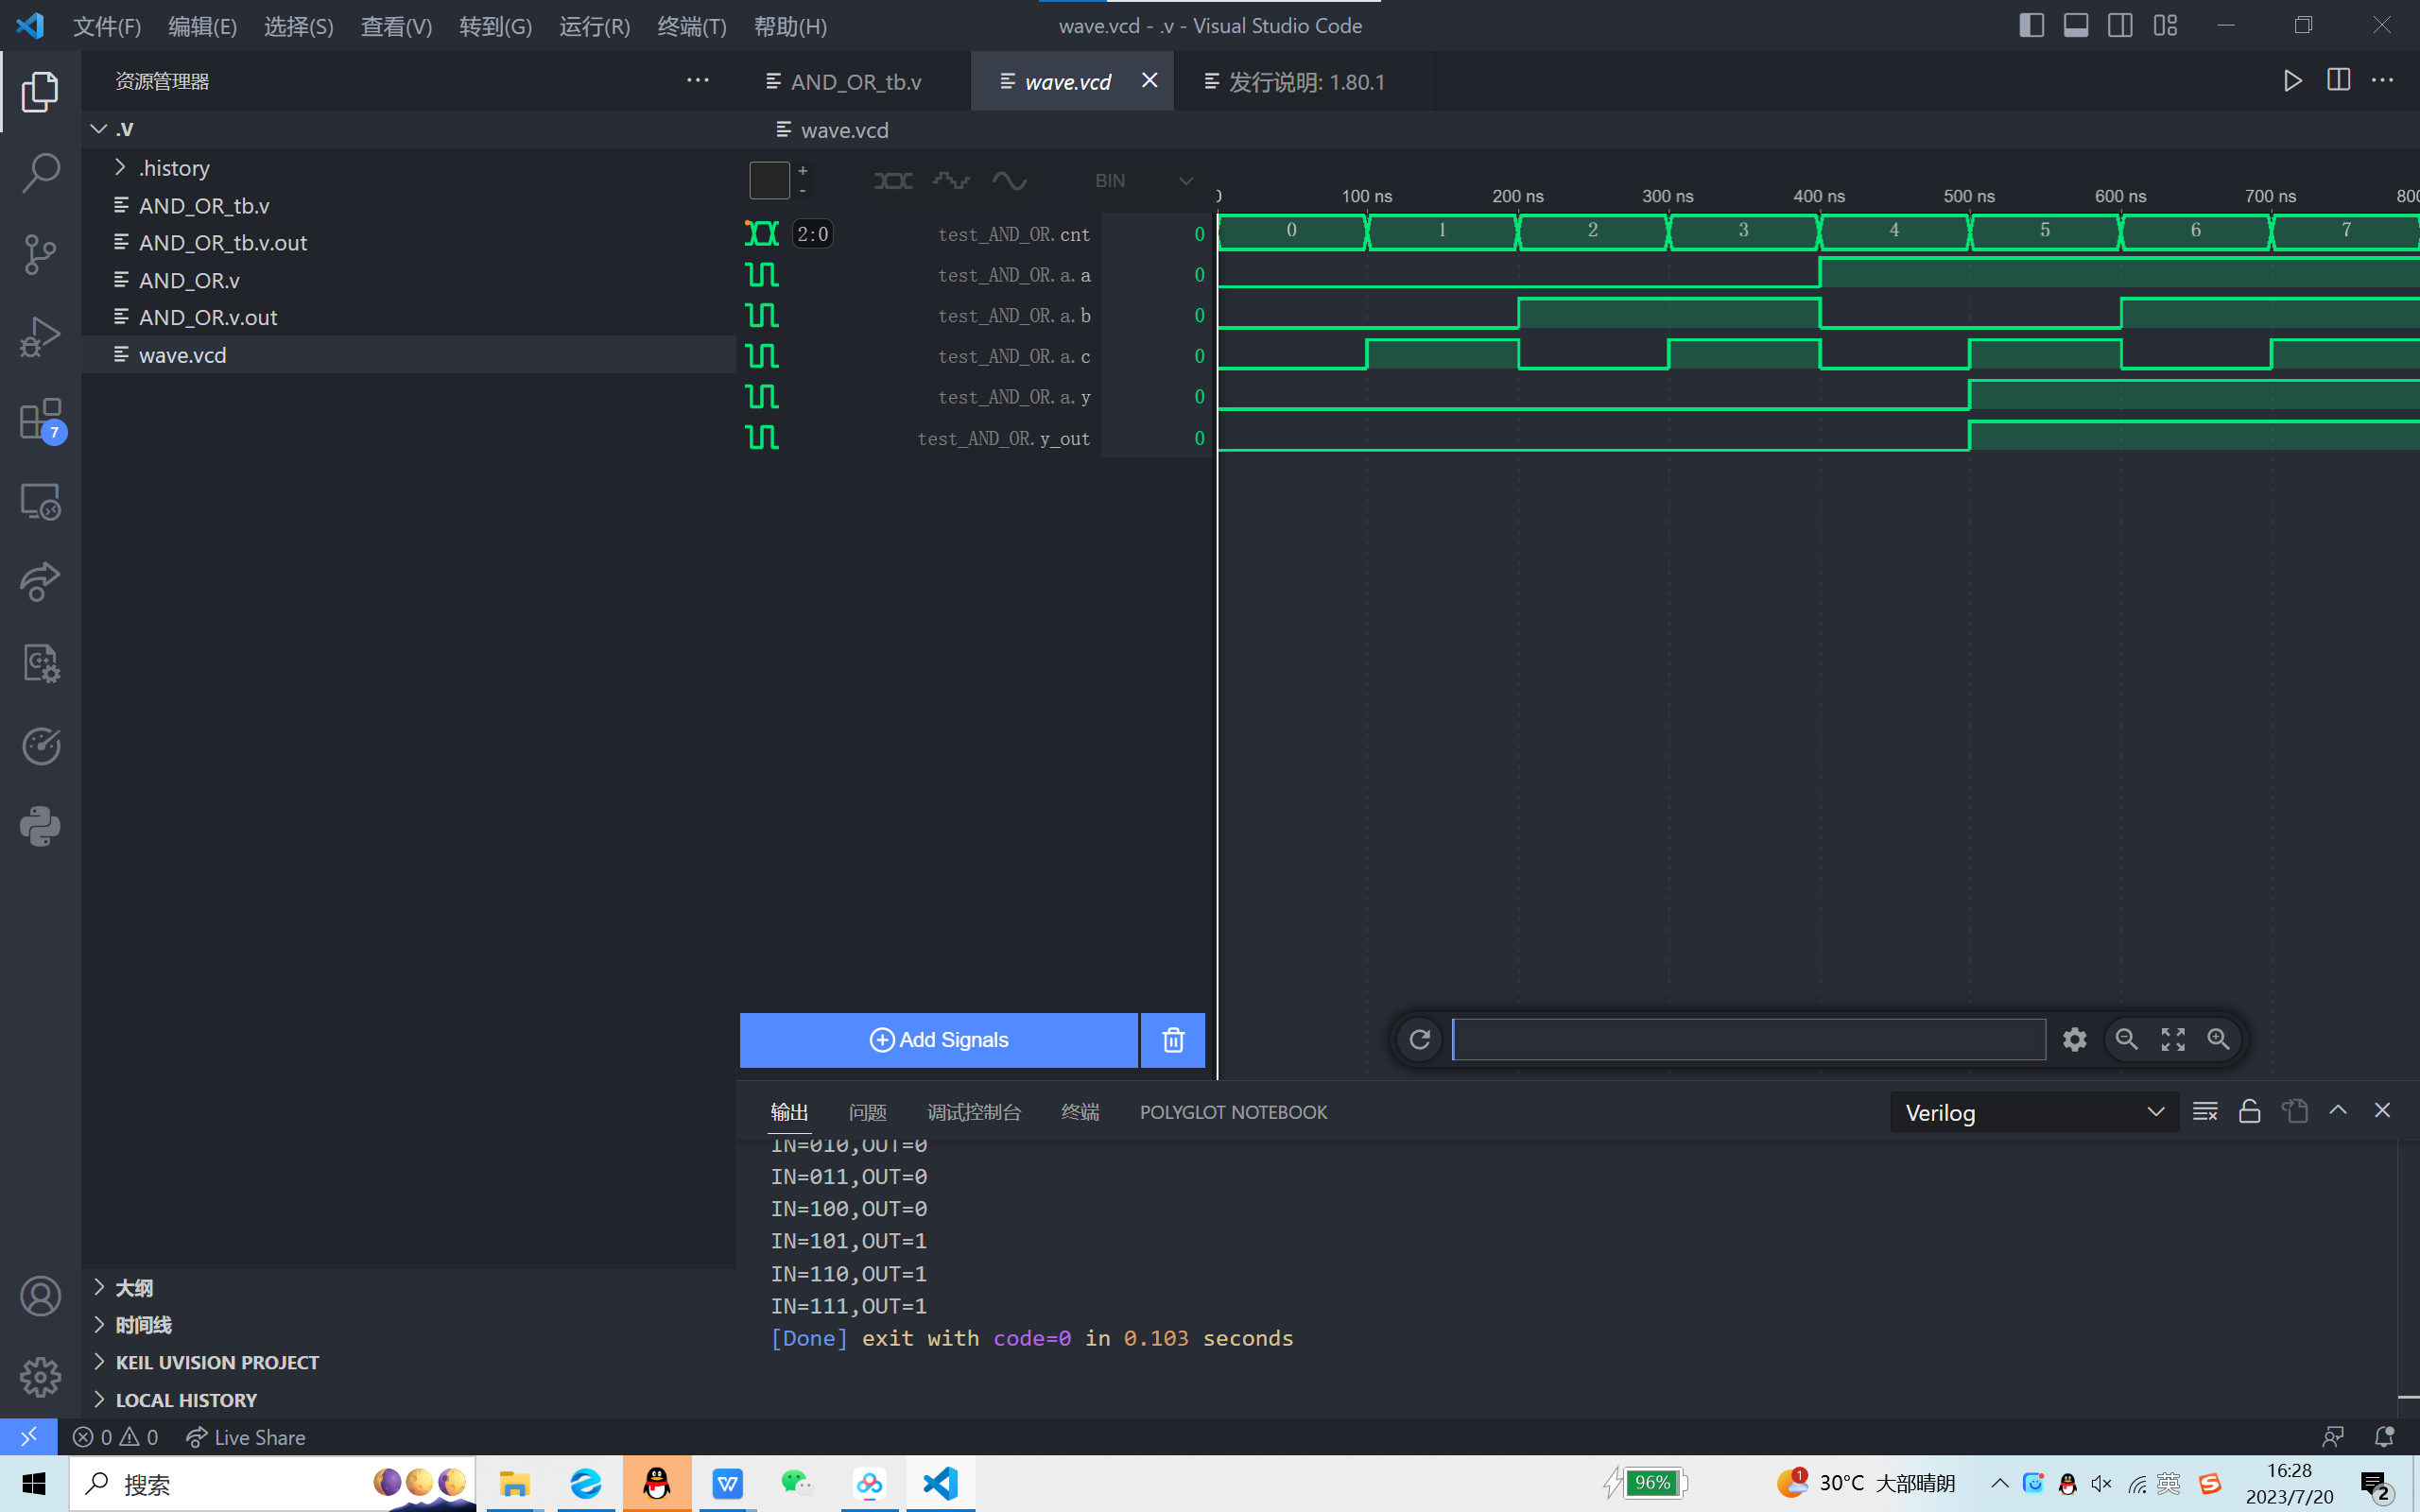 文件(F) 编辑(E) 选择(S) 查看(V) 转到(G) 运行(R) 终端(T) 帮助(H) wave.vcd - .v - Visual Studio Code
资源管理器 ···
AND_OR_tb.v wave.vcd 发行说明: 1.80.1
.V
wave.vcd
.history
AND_OR_tb.v
AND_OR_tb.v.out
AND_OR.v
AND_OR.v.out
wave.vcd
7
+
-
BIN
0 100 ns 200 ns 300 ns 400 ns 500 ns 600 ns 700 ns 800
2:0 test_AND_OR.cnt 0 0 1 2 3 4 5 6 7
test_AND_OR.a.a 0
test_AND_OR.a.b 0
test_AND_OR.a.c 0
test_AND_OR.a.y 0
test_AND_OR.y_out 0
Add Signals
输出 问题 调试控制台 终端 POLYGLOT NOTEBOOK Verilog
IN=010,OUT=0
IN=011,OUT=0
IN=100,OUT=0
IN=101,OUT=1
IN=110,OUT=1
IN=111,OUT=1
[Done] exit with code=0 in 0.103 seconds
大纲
时间线
KEIL UVISION PROJECT
LOCAL HISTORY
0 0 Live Share
搜索
96%
1
30°C 大部晴朗
英
16:28
2023/7/20
2